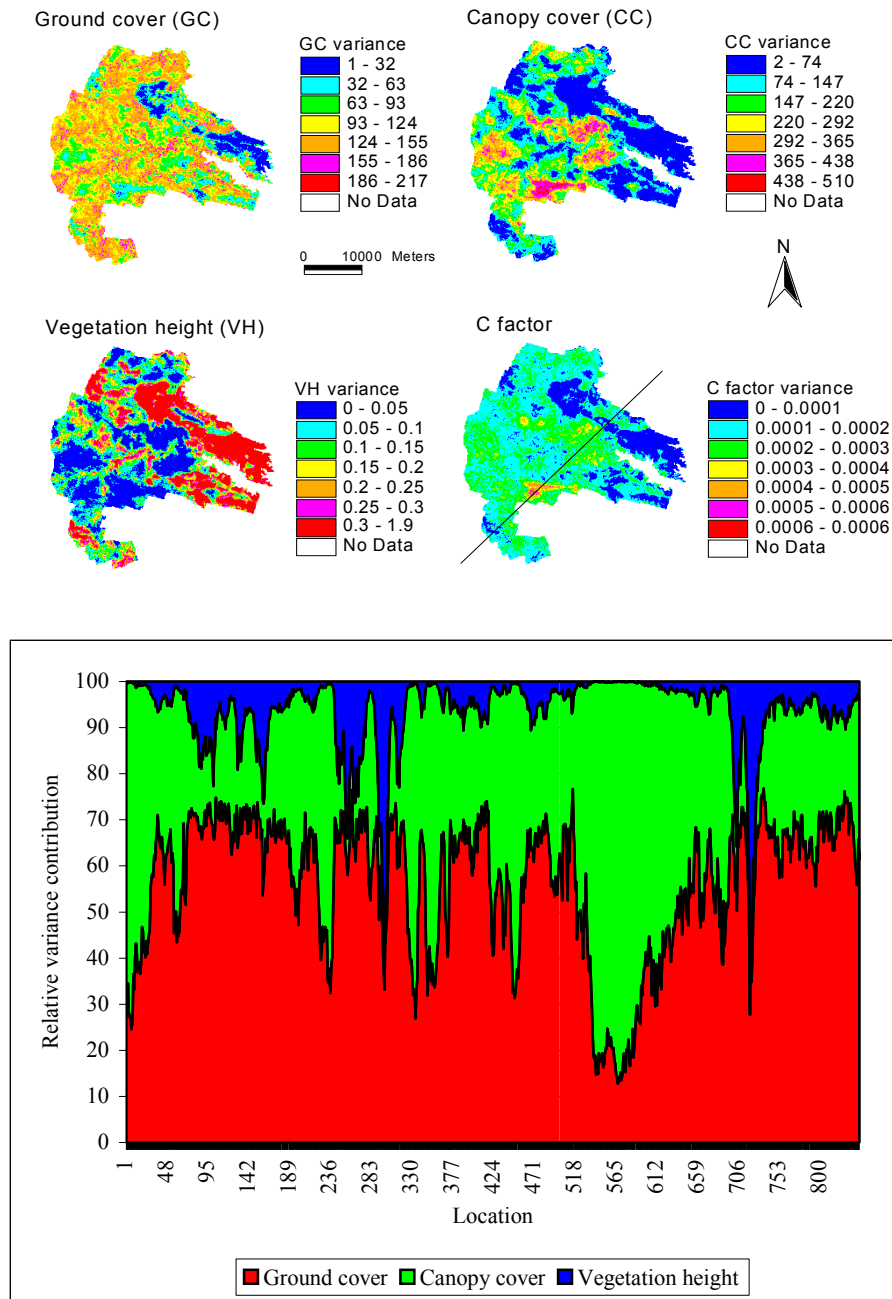 Ground cover (GC)
GC variance
1 - 32
32 - 63
63 - 93
93 - 124
124 - 155
155 - 186
186 - 217
No Data
Canopy cover (CC)
CC variance
2 - 74
74 - 147
147 - 220
220 - 292
292 - 365
365 - 438
438 - 510
No Data
0 10000 Meters
N
Vegetation height (VH)
VH variance
0 - 0.05
0.05 - 0.1
0.1 - 0.15
0.15 - 0.2
0.2 - 0.25
0.25 - 0.3
0.3 - 1.9
No Data
C factor
C factor variance
0 - 0.0001
0.0001 - 0.0002
0.0002 - 0.0003
0.0003 - 0.0004
0.0004 - 0.0005
0.0005 - 0.0006
0.0006 - 0.0006
No Data
Relative variance contribution
100
90
80
70
60
50
40
30
20
10
0
1 48 95 142 189 236 283 330 377 424 471 518 565 612 659 706 753 800
Location
Ground cover Canopy cover Vegetation height